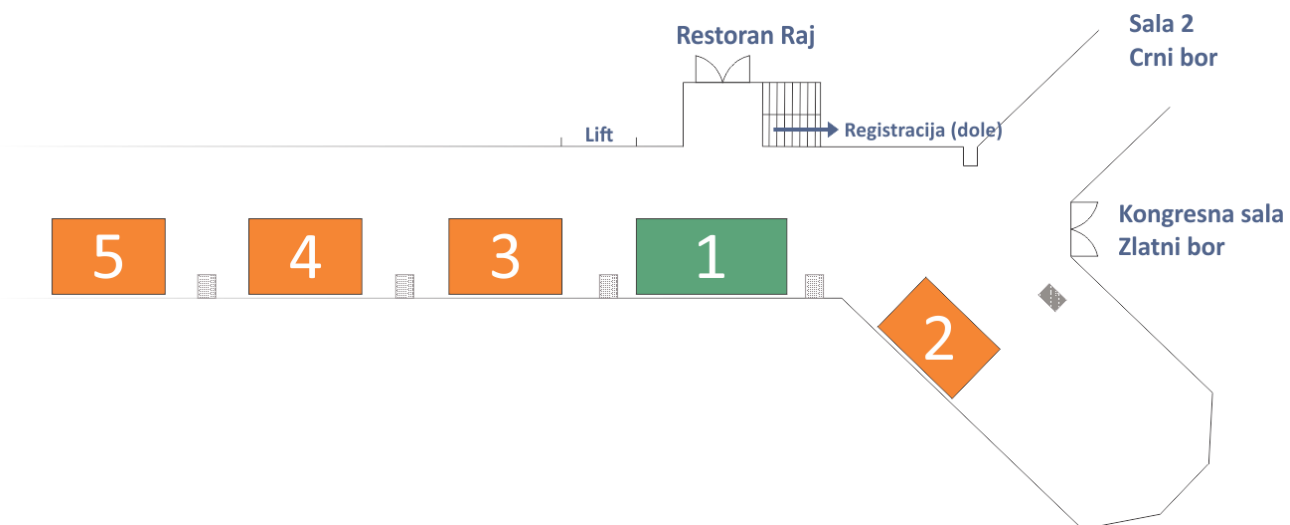 Restoran Raj
Sala 2
Crni bor
Lift
Registracija (dole)
Kongresna sala
Zlatni bor
5
4
3
1
2